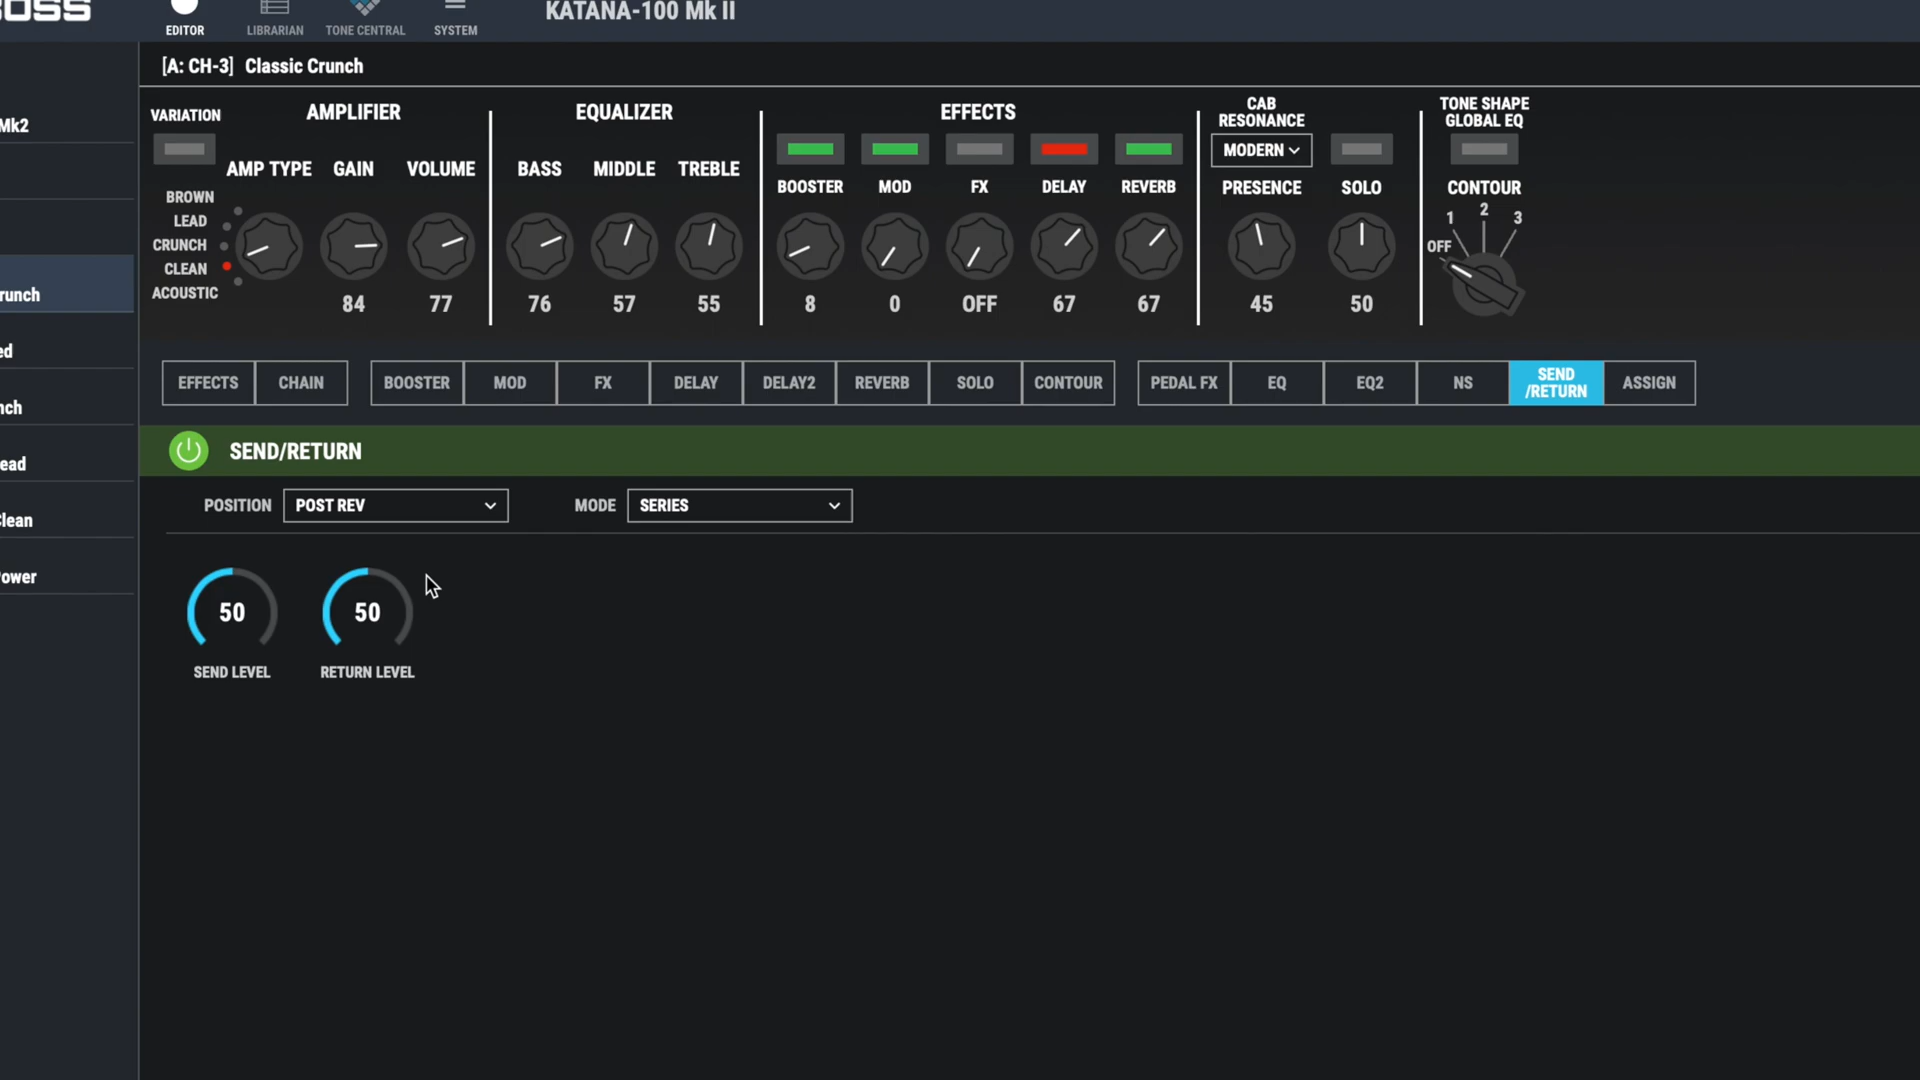 BOSS
EDITOR LIBRARIAN TONE CENTRAL SYSTEM
KATANA-100 Mk II
[A: CH-3] Classic Crunch
Mk2
runch
ed
nch
ead
Clean
Power
VARIATION
AMPLIFIER
AMP TYPE GAIN VOLUME
BROWN
LEAD
CRUNCH
CLEAN
ACOUSTIC
84 77
EQUALIZER
BASS MIDDLE TREBLE
76 57 55
EFFECTS
BOOSTER MOD FX DELAY REVERB
8 0 OFF 67 67
CAB
RESONANCE
MODERN
PRESENCE SOLO
45 50
TONE SHAPE
GLOBAL EQ
CONTOUR
1 2 3
OFF
EFFECTS CHAIN BOOSTER MOD FX DELAY DELAY2 REVERB SOLO CONTOUR PEDAL FX EQ EQ2 NS SEND
/RETURN ASSIGN
SEND/RETURN
POSITION POST REV MODE SERIES
50 50
SEND LEVEL RETURN LEVEL